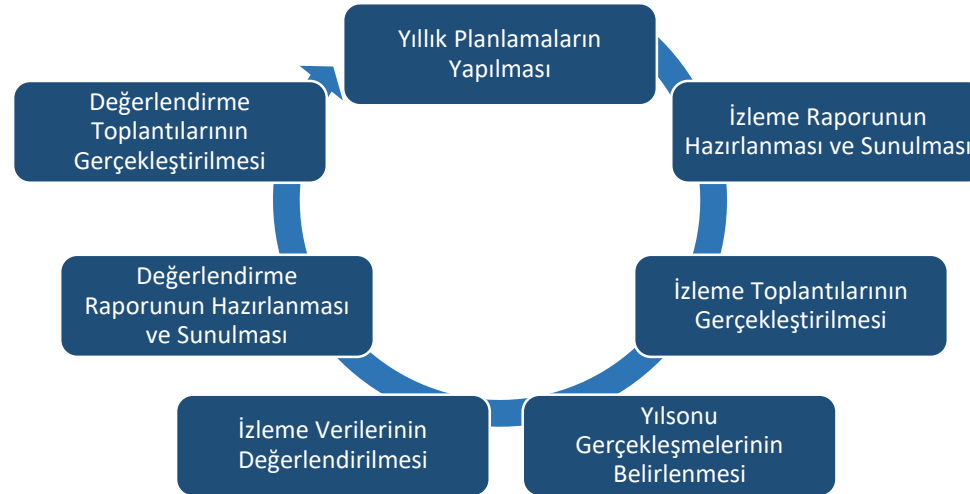 Yıllık Planlamaların
Yapılması
İzleme Raporunun
Hazırlanması ve Sunulması
İzleme Toplantılarının
Gerçekleştirilmesi
Yılsonu
Gerçekleşmelerinin
Belirlenmesi
İzleme Verilerinin
Değerlendirilmesi
Değerlendirme
Raporunun Hazırlanması
ve Sunulması
Değerlendirme
Toplantılarının
Gerçekleştirilmesi